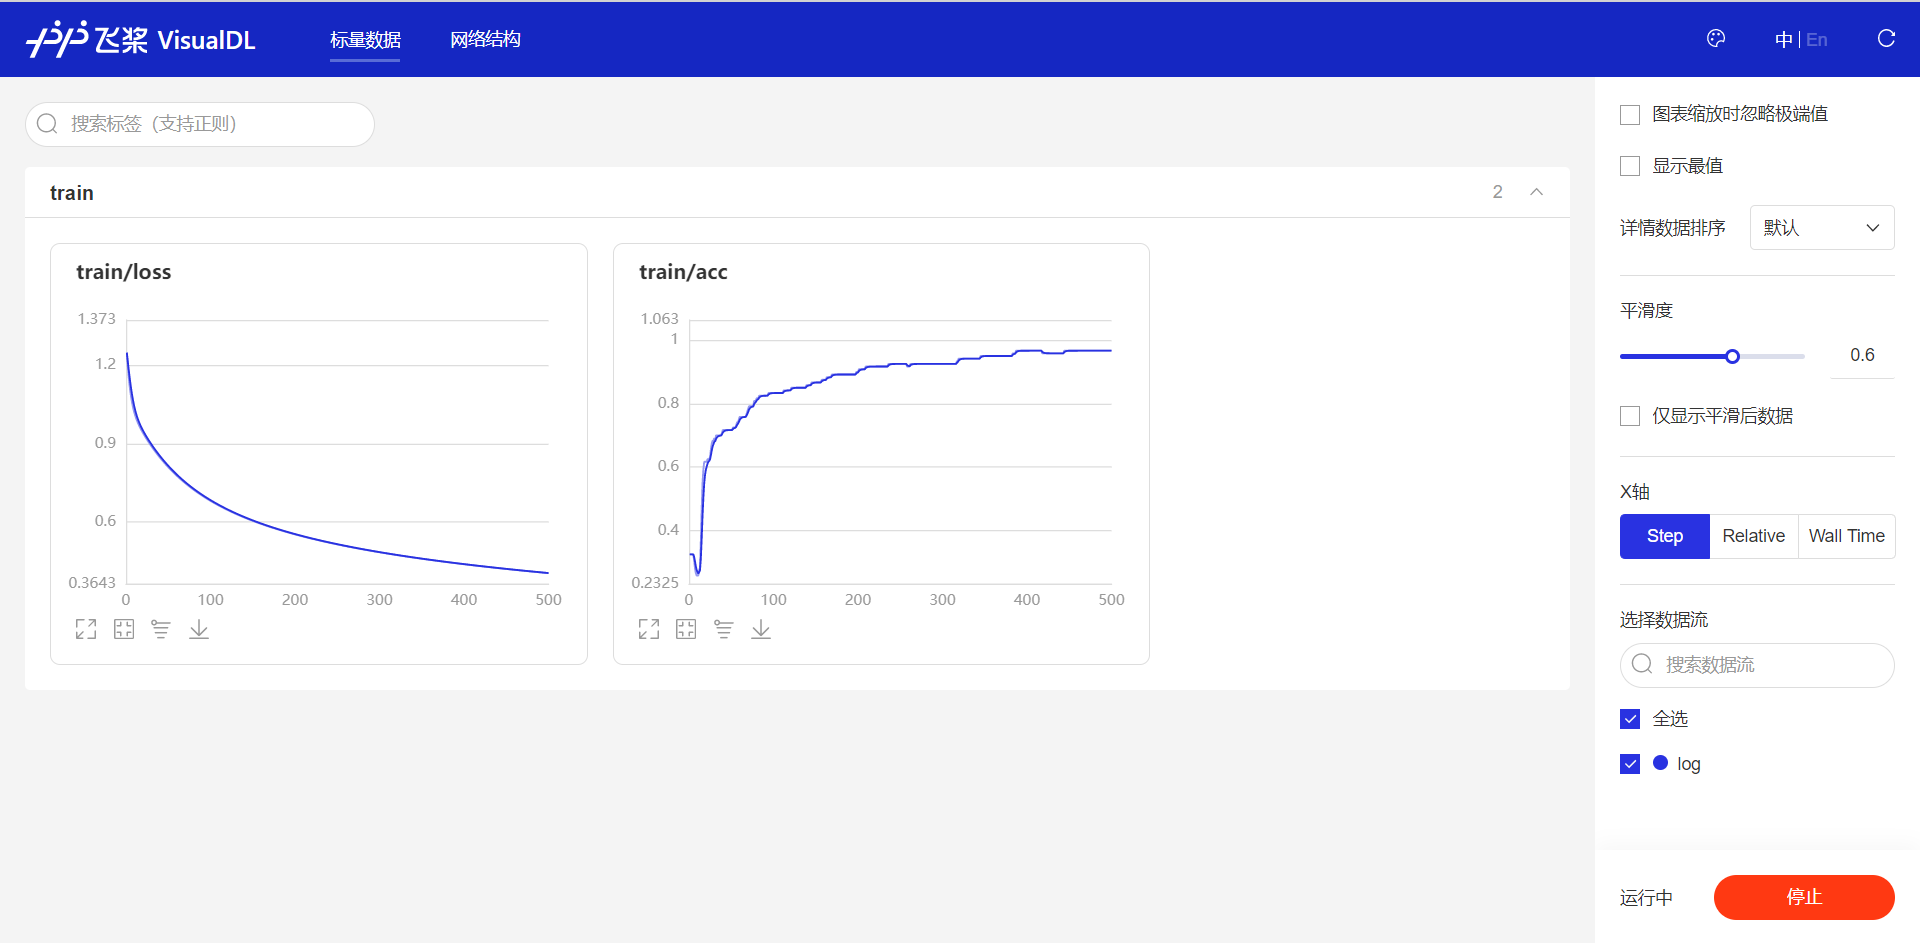 飞桨 VisualDL 标量数据 网络结构 中 | En
搜索标签（支持正则）
train 2
train/loss
1.373
1.2
0.9
0.6
0.3643
0 100 200 300 400 500
train/acc
1.063
1
0.8
0.6
0.4
0.2325
0 100 200 300 400 500
图表缩放时忽略极端值
显示最值
详情数据排序 默认
平滑度
0.6
仅显示平滑后数据
X轴
Step Relative Wall Time
选择数据流
搜索数据流
全选
log
运行中 停止